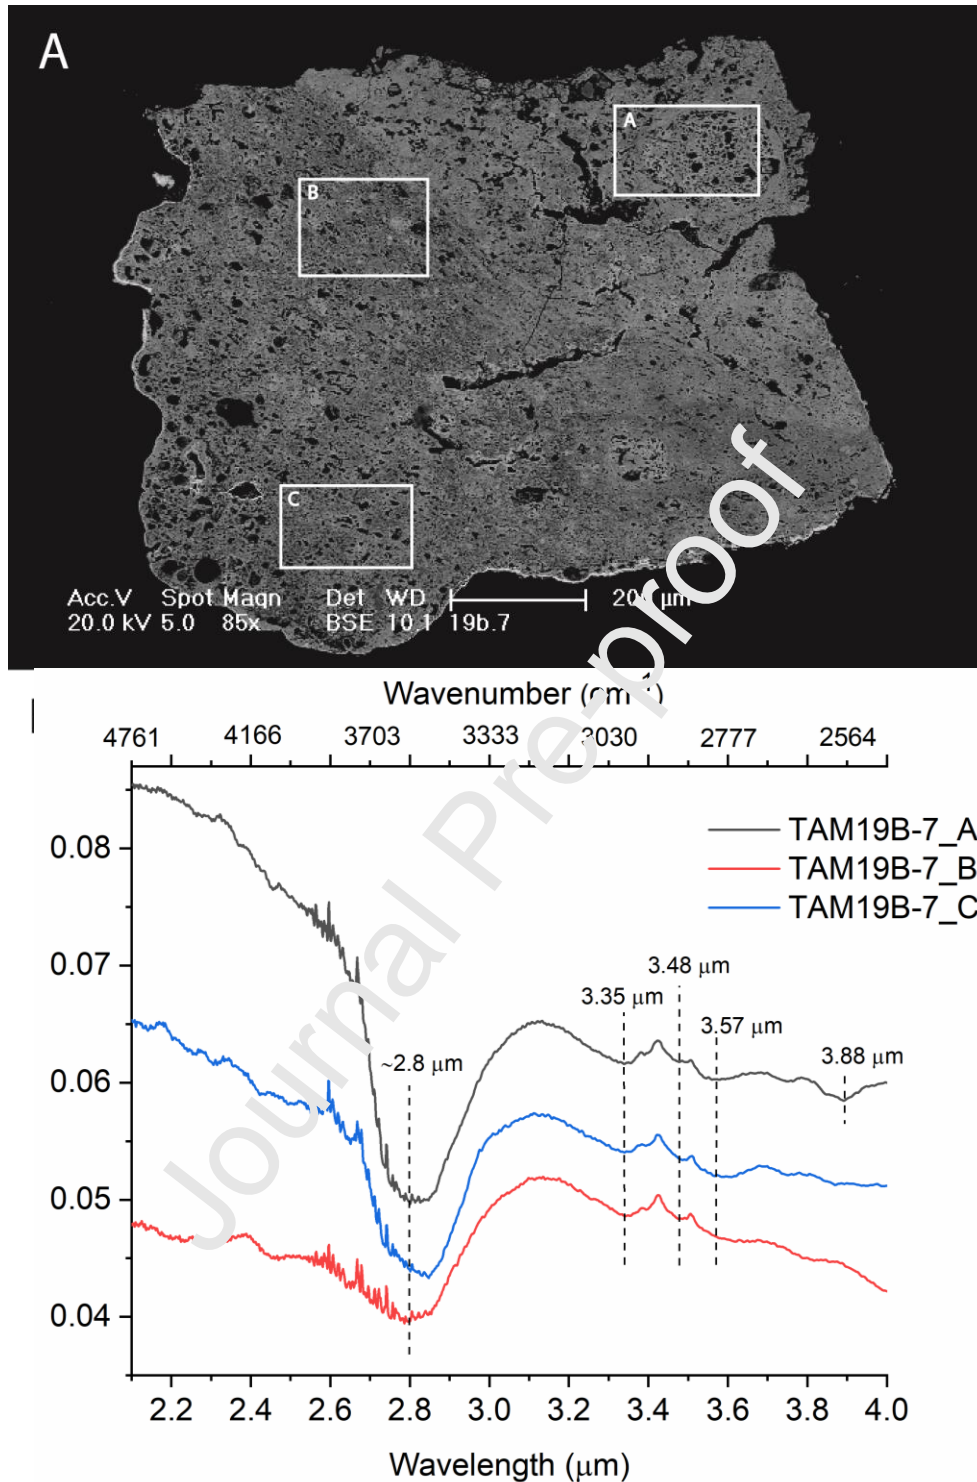 A
A
B
C
Acc.V Spot Magn Det WD
20.0 kV 5.0 85x BSE 10.1 19b.7
Wavenumber
4761 4166 3703 3333 3030 2777 2564
TAM19B-7_A
TAM19B-7_B
TAM19B-7_C
0.08
0.07
0.06
0.05
0.04
3.48 μm
3.35 μm
3.57 μm
~2.8 μm
3.88 μm
2.2 2.4 2.6 2.8 3.0 3.2 3.4 3.6 3.8 4.0
Wavelength (μm)
Journal Pre-proof